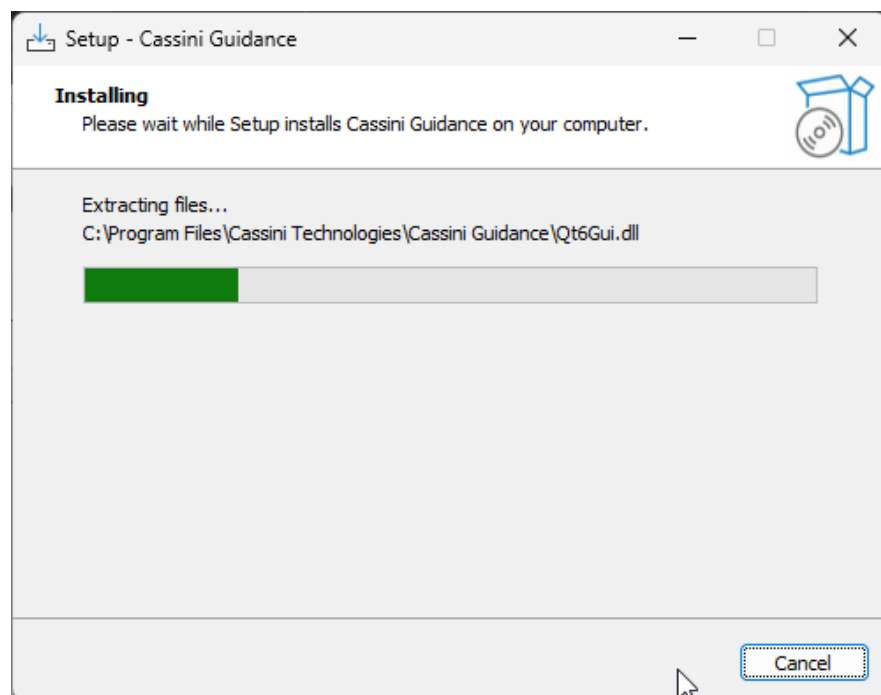 Setup - Cassini Guidance
Installing
Please wait while Setup installs Cassini Guidance on your computer.
Extracting files...
C:\Program Files\Cassini Technologies\Cassini Guidance\Qt6Gui.dll
Cancel